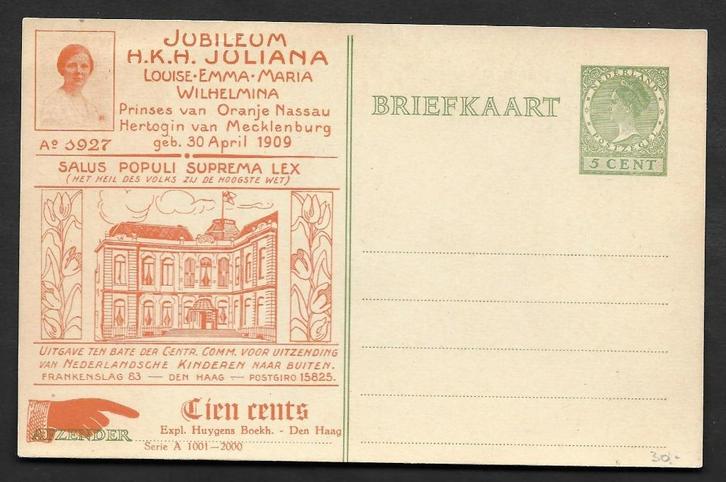 JUBILEUM
H.K.H. JULIANA
LOUISE·EMMA·MARIA
WILHELMINA
Prinses van Oranje Nassau
Hertogin van Mecklenburg
Aº 1927 geb. 30 April 1909
SALUS POPULI SUPREMA LEX
(HET HEIL DES VOLKS ZIJ DE HOOGSTE WET)
UITGAVE TEN BATE DER CENTR. COMM. VOOR UITZENDING
VAN NEDERLANDSCHE KINDEREN NAAR BUITEN.
FRANKENSLAG 83 — DEN HAAG — POSTGIRO 15825.
Tien cents
AFZENDER
Expl. Huygens Boekh. - Den Haag
Serie A 1001—2000
BRIEFKAART
NEDERLAND
POSTZEGEL
5 CENT
30,-